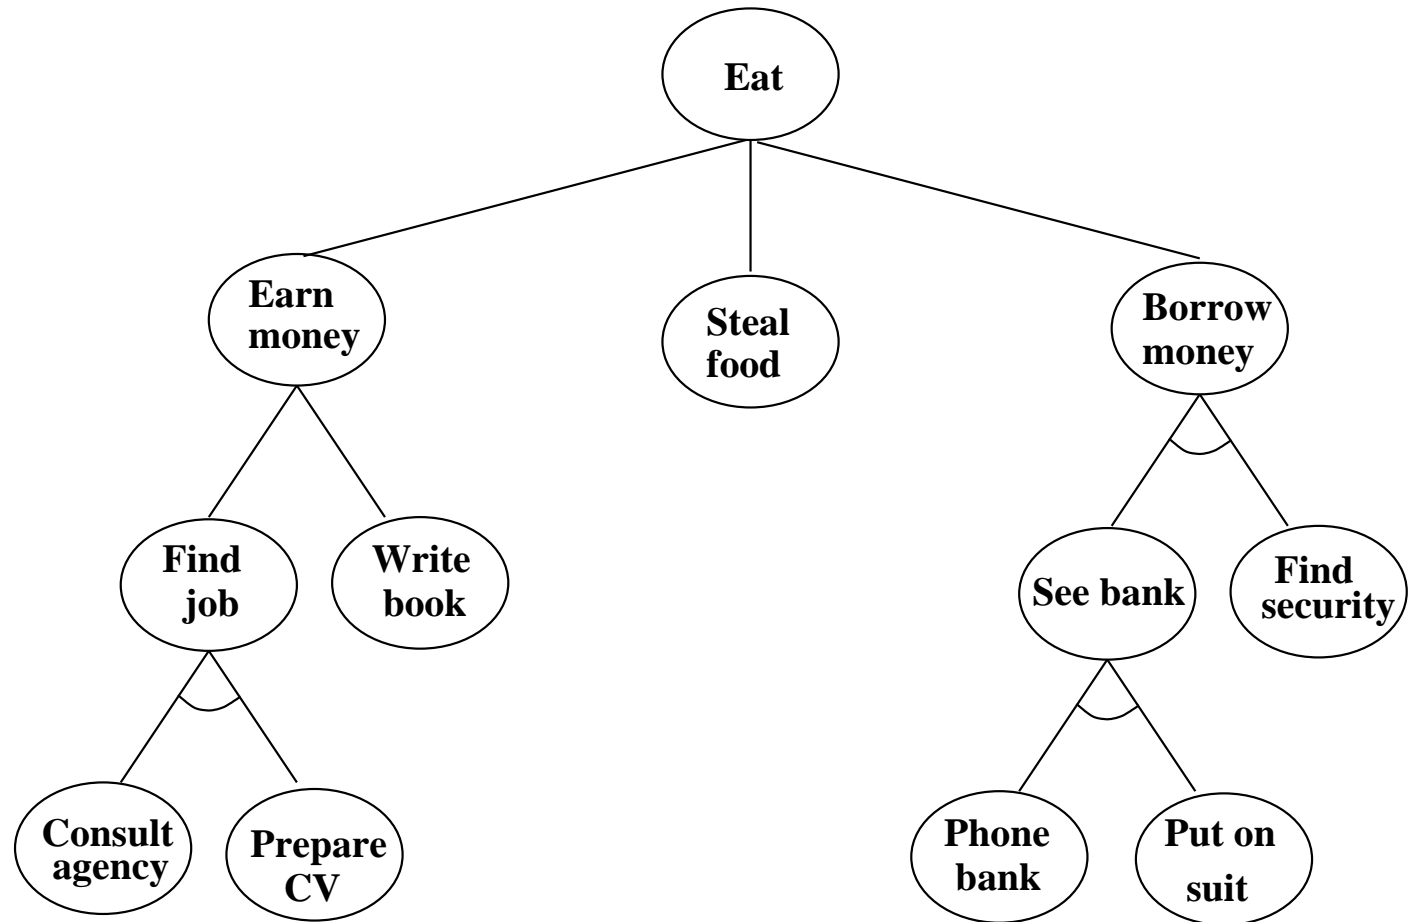 Eat
Earn
money
Steal
food
Borrow
money
Find
job
Write
book
See bank
Find
security
Consult
agency
Prepare
CV
Phone
bank
Put on
suit